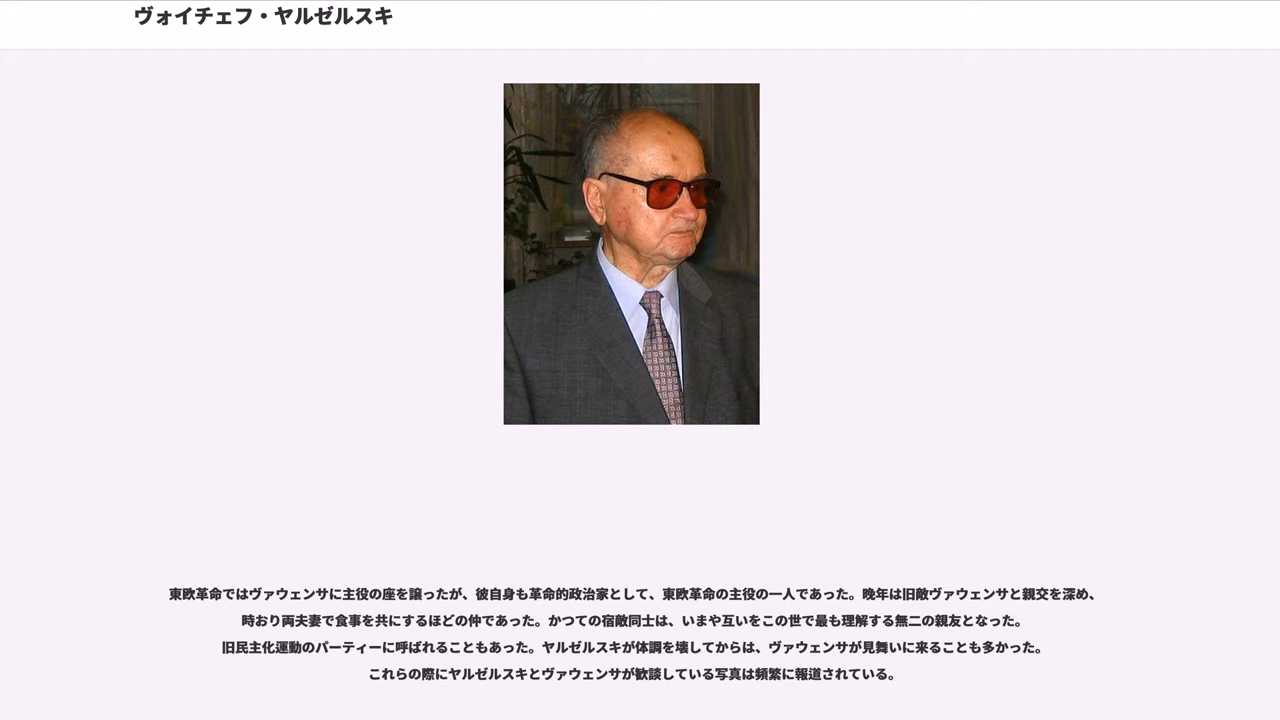 ヴォイチェフ・ヤルゼルスキ
東欧革命ではヴァウェンサに主役の座を譲ったが、彼自身も革命的政治家として、東欧革命の主役の一人であった。晩年は旧敵ヴァウェンサと親交を深め、
時おり両夫妻で食事を共にするほどの仲であった。かつての宿敵同士は、いまや互いをこの世で最も理解する無二の親友となった。
旧民主化運動のパーティーに呼ばれることもあった。ヤルゼルスキが体調を壊してからは、ヴァウェンサが見舞いに来ることも多かった。
これらの際にヤルゼルスキとヴァウェンサが歓談している写真は頻繁に報道されている。